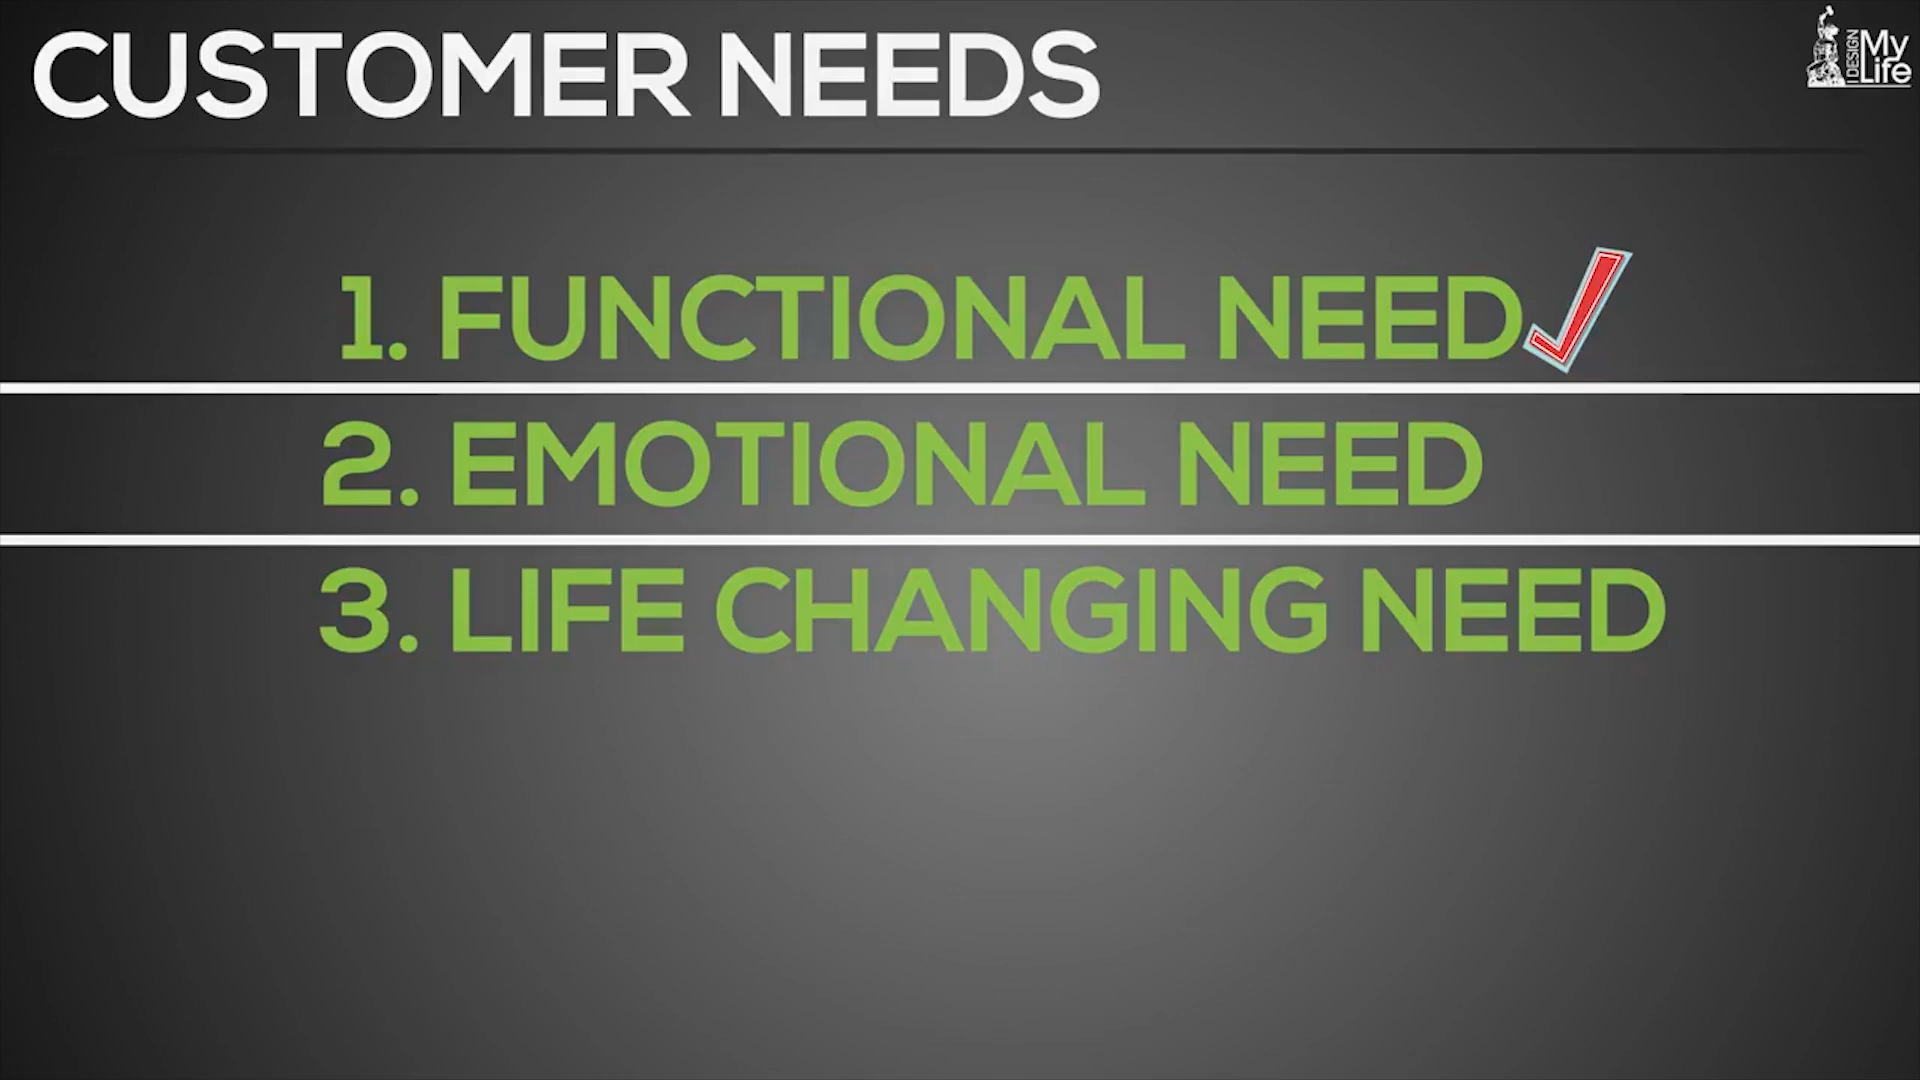 CUSTOMER NEEDS
I DESIGN
My
Life
1. FUNCTIONAL NEED
2. EMOTIONAL NEED
3. LIFE CHANGING NEED